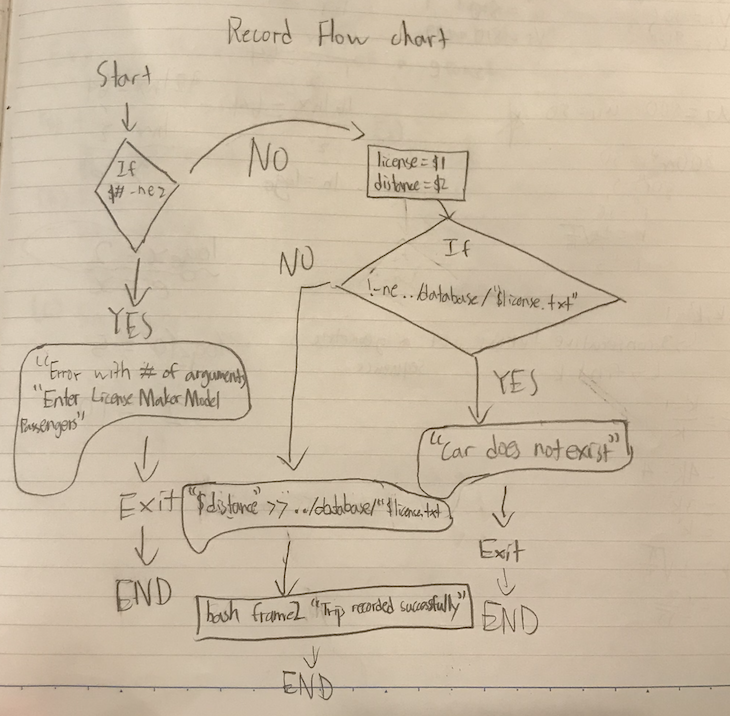 Record Flow chart
Start
If
$# -ne 2
NO
license=$1
distance=$2
If
!-ne ../database/"$license.txt"
NO
YES
YES
"Error with # of arguments
"Enter License Maker Model
Passengers"
"Car does not exist"
Exit
"$distance" >> ../database/"$licence.txt
Exit
END
bash frame2 "Trip recorded successfully"
END
END